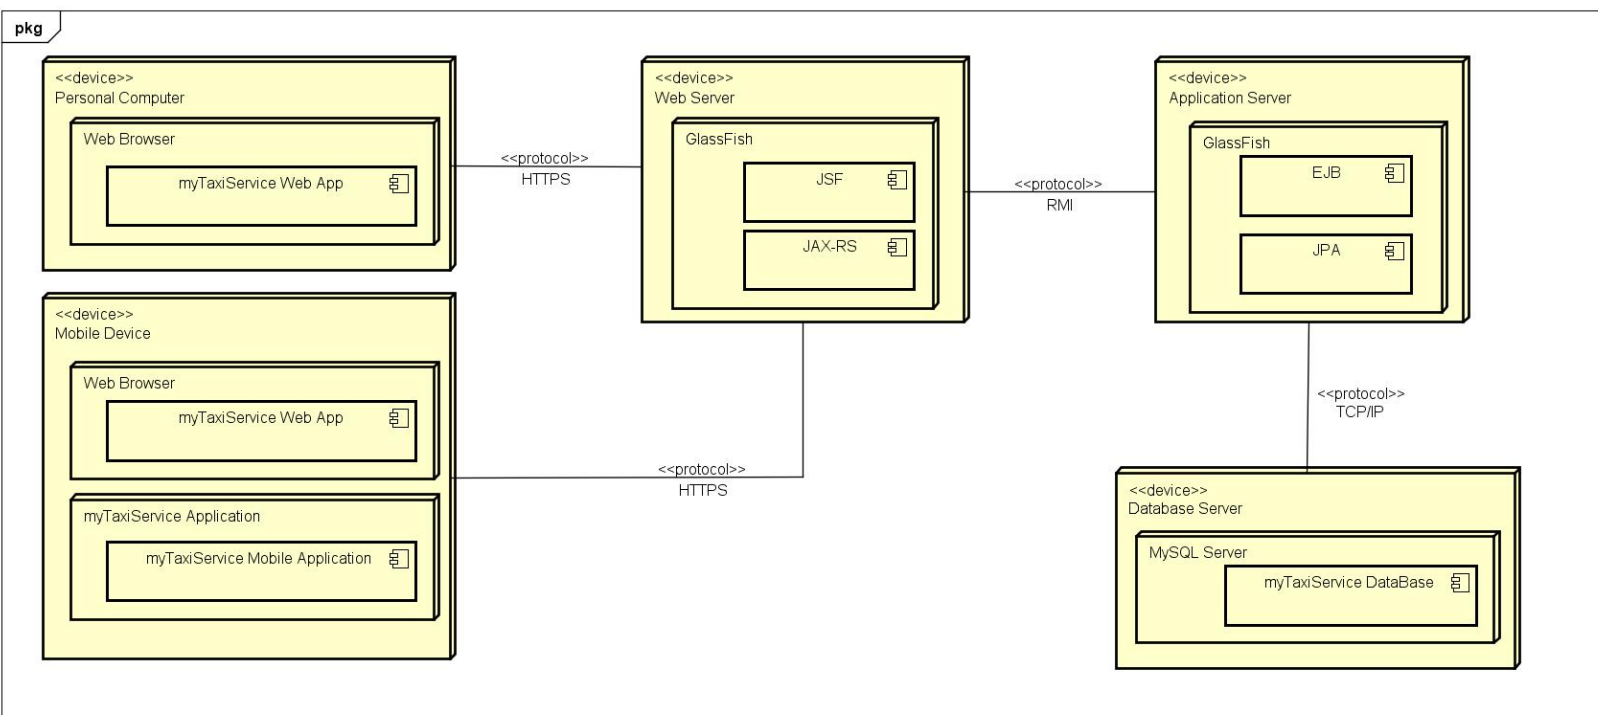 pkg
<<device>>
Personal Computer
Web Browser
myTaxiService Web App
<<protocol>>
HTTPS
<<device>>
Web Server
GlassFish
JSF
JAX-RS
<<protocol>>
RMI
<<device>>
Application Server
GlassFish
EJB
JPA
<<device>>
Mobile Device
Web Browser
myTaxiService Web App
myTaxiService Application
myTaxiService Mobile Application
<<protocol>>
HTTPS
<<protocol>>
TCP/IP
<<device>>
Database Server
MySQL Server
myTaxiService DataBase